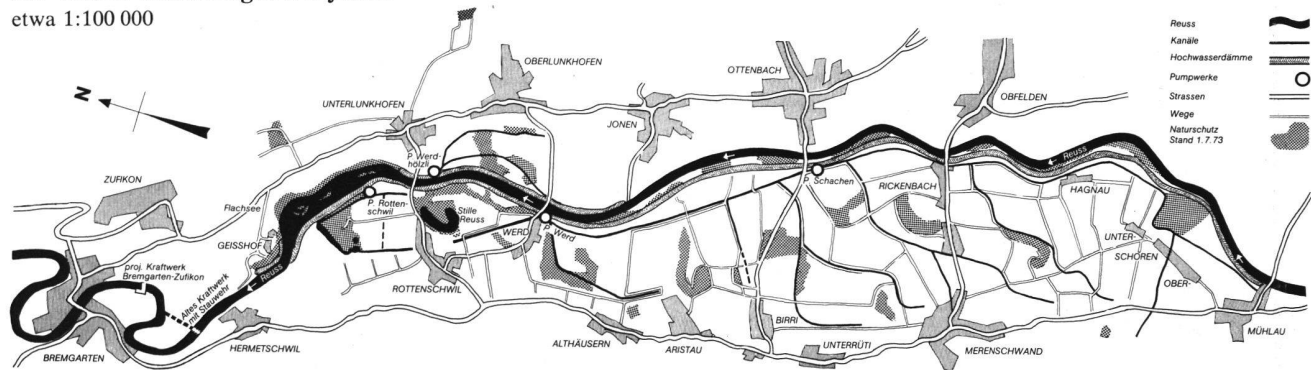 etwa 1:100 000
Reuss
Kanäle
Hochwasserdämme
Pumpwerke
Strassen
Wege
Naturschutz
Stand 1.7.73
N
OBERLUNKHOFEN
UNTERLUNKHOFEN
JONEN
OTTENBACH
OBFELDEN
ZUFIKON
Flachsee
GEISSHOF
P. Werd-
hölzli
P. Rotten-
schwil
Stille
Reuss
WERD
P. Werd
P. Schachen
RICKENBACH
Reuss
HAGNAU
UNTER-
SCHOREN
OBER-
proj. Kraftwerk
Bremgarten-Zufikon
Altes Kraftwerk
mit Stauwehr
Reuss
ROTTENSCHWIL
BREMGARTEN
HERMETSCHWIL
ALTHÄUSERN
ARISTAU
BIRRI
UNTERRÜTI
MERENSCHWAND
MÜHLAU